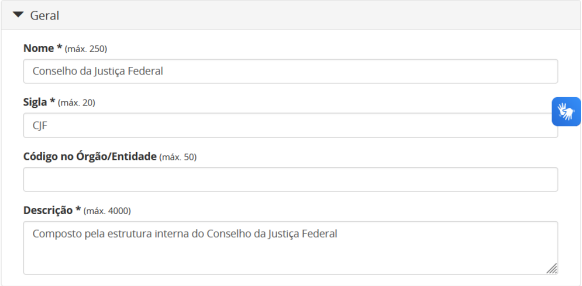 Geral
Nome * (máx. 250)
Conselho da Justiça Federal
Sigla * (máx. 20)
CJF
Código no Órgão/Entidade (máx. 50)
Descrição * (máx. 4000)
Composto pela estrutura interna do Conselho da Justiça Federal